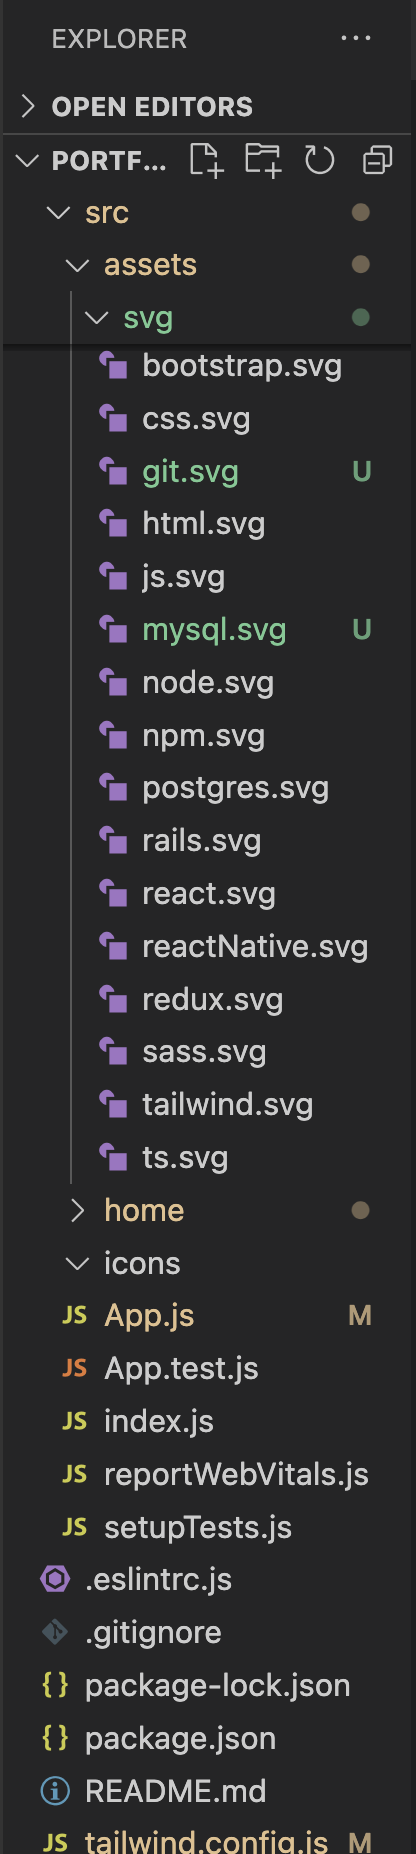 EXPLORER
OPEN EDITORS
PORTF...
src
assets
svg
bootstrap.svg
css.svg
git.svg U
html.svg
js.svg
mysql.svg U
node.svg
npm.svg
postgres.svg
rails.svg
react.svg
reactNative.svg
redux.svg
sass.svg
tailwind.svg
ts.svg
home
icons
JS App.js M
JS App.test.js
JS index.js
JS reportWebVitals.js
JS setupTests.js
.eslintrc.js
.gitignore
{} package-lock.json
{} package.json
README.md
JS tailwind.config.js M